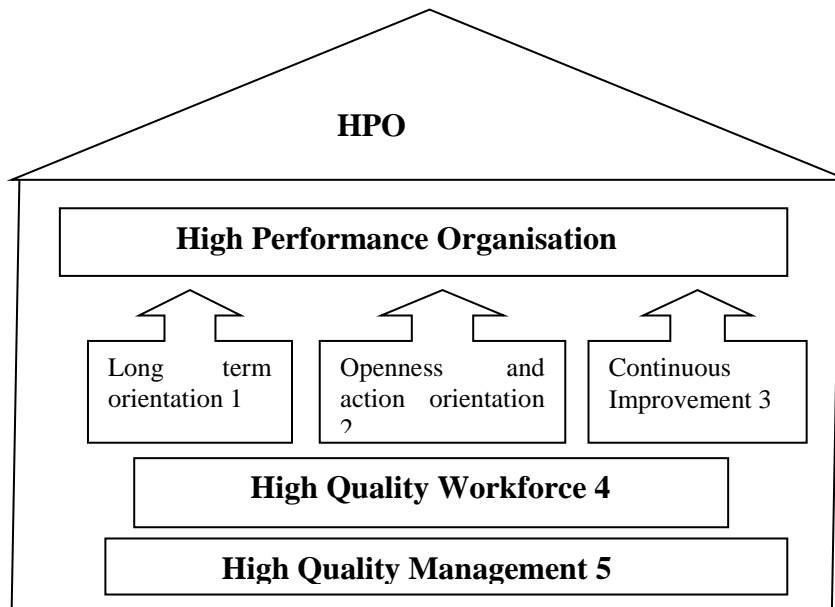 HPO
High Performance Organisation
Long term
orientation 1
Openness and
action orientation
2
Continuous
Improvement 3
High Quality Workforce 4
High Quality Management 5